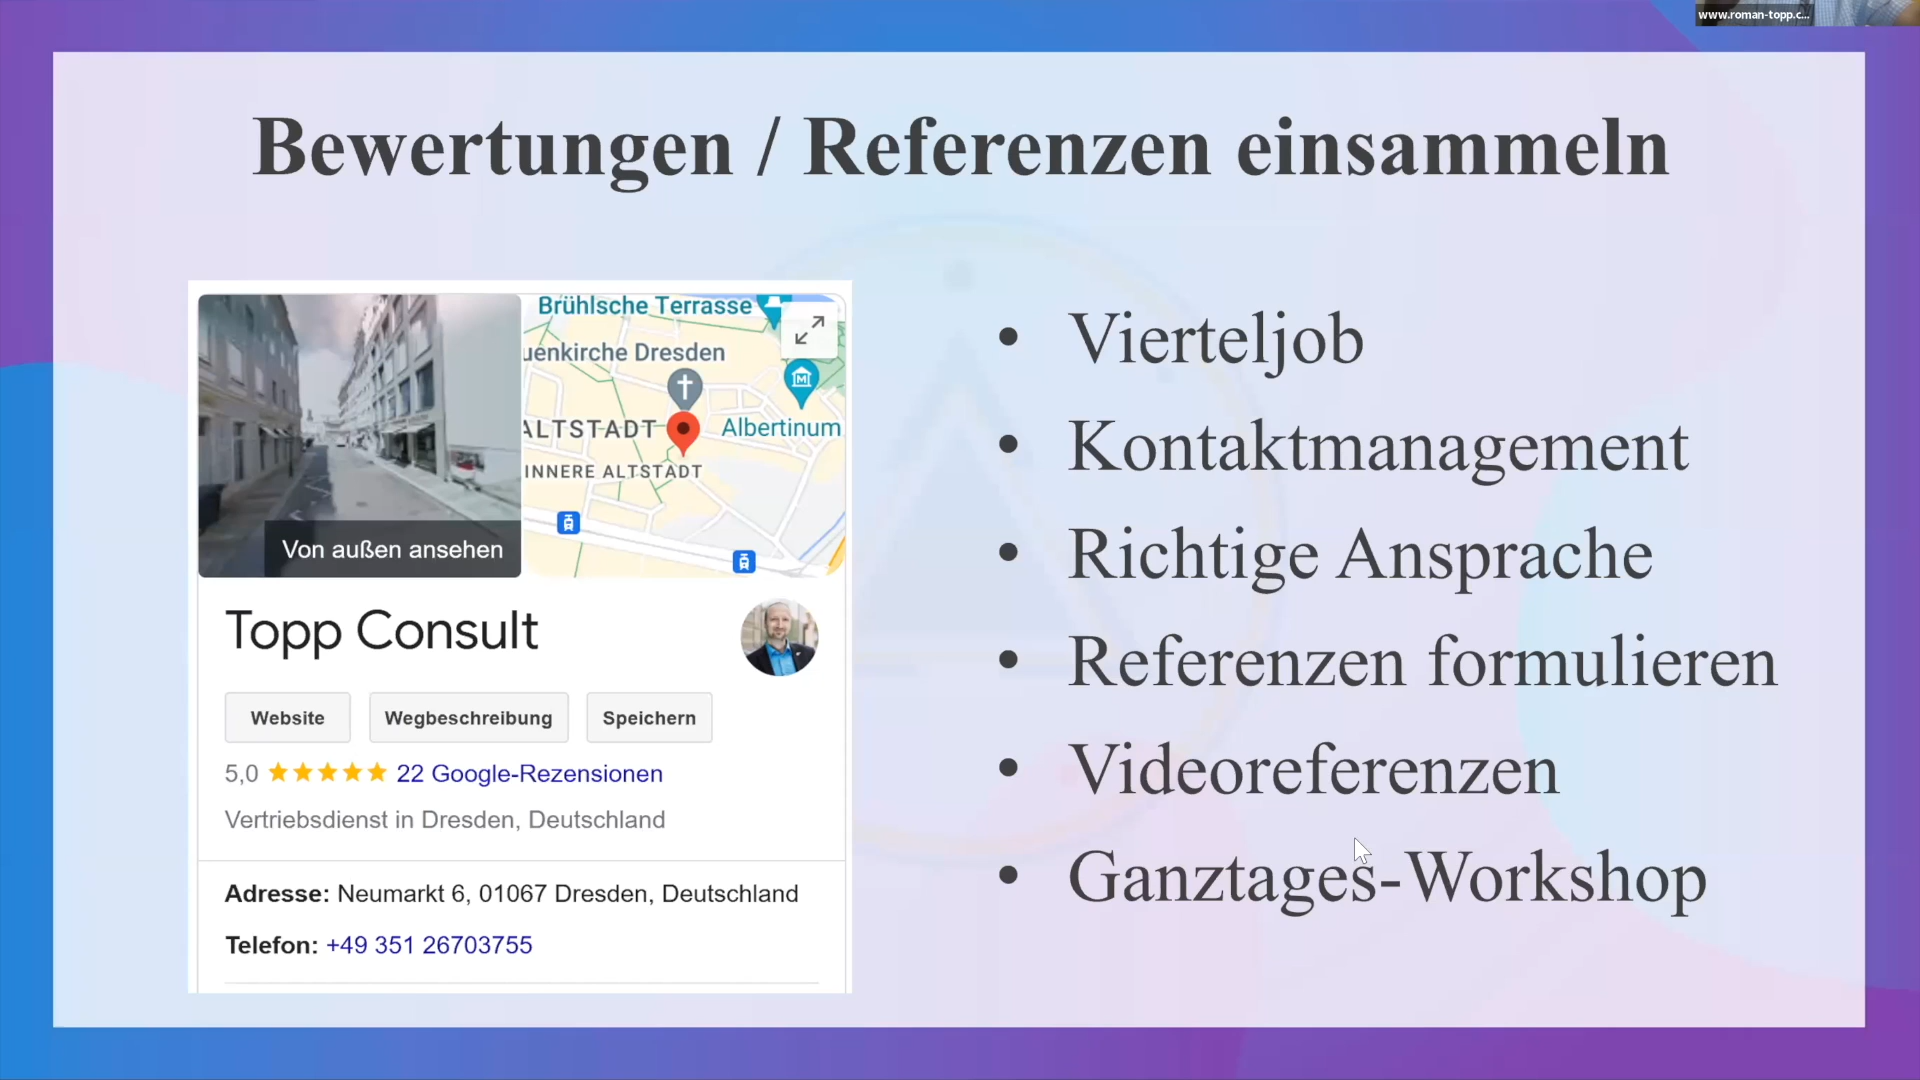 www.roman-topp.c...
Bewertungen / Referenzen einsammeln
Brühlsche Terrasse
uenkirche Dresden
ALTSTADT
Albertinum
INNERE ALTSTADT
Von außen ansehen
Topp Consult
Website
Wegbeschreibung
Speichern
5,0 ★★★★★ 22 Google-Rezensionen
Vertriebsdienst in Dresden, Deutschland
Adresse: Neumarkt 6, 01067 Dresden, Deutschland
Telefon: +49 351 26703755
• Vierteljob
• Kontaktmanagement
• Richtige Ansprache
• Referenzen formulieren
• Videoreferenzen
• Ganztages-Workshop